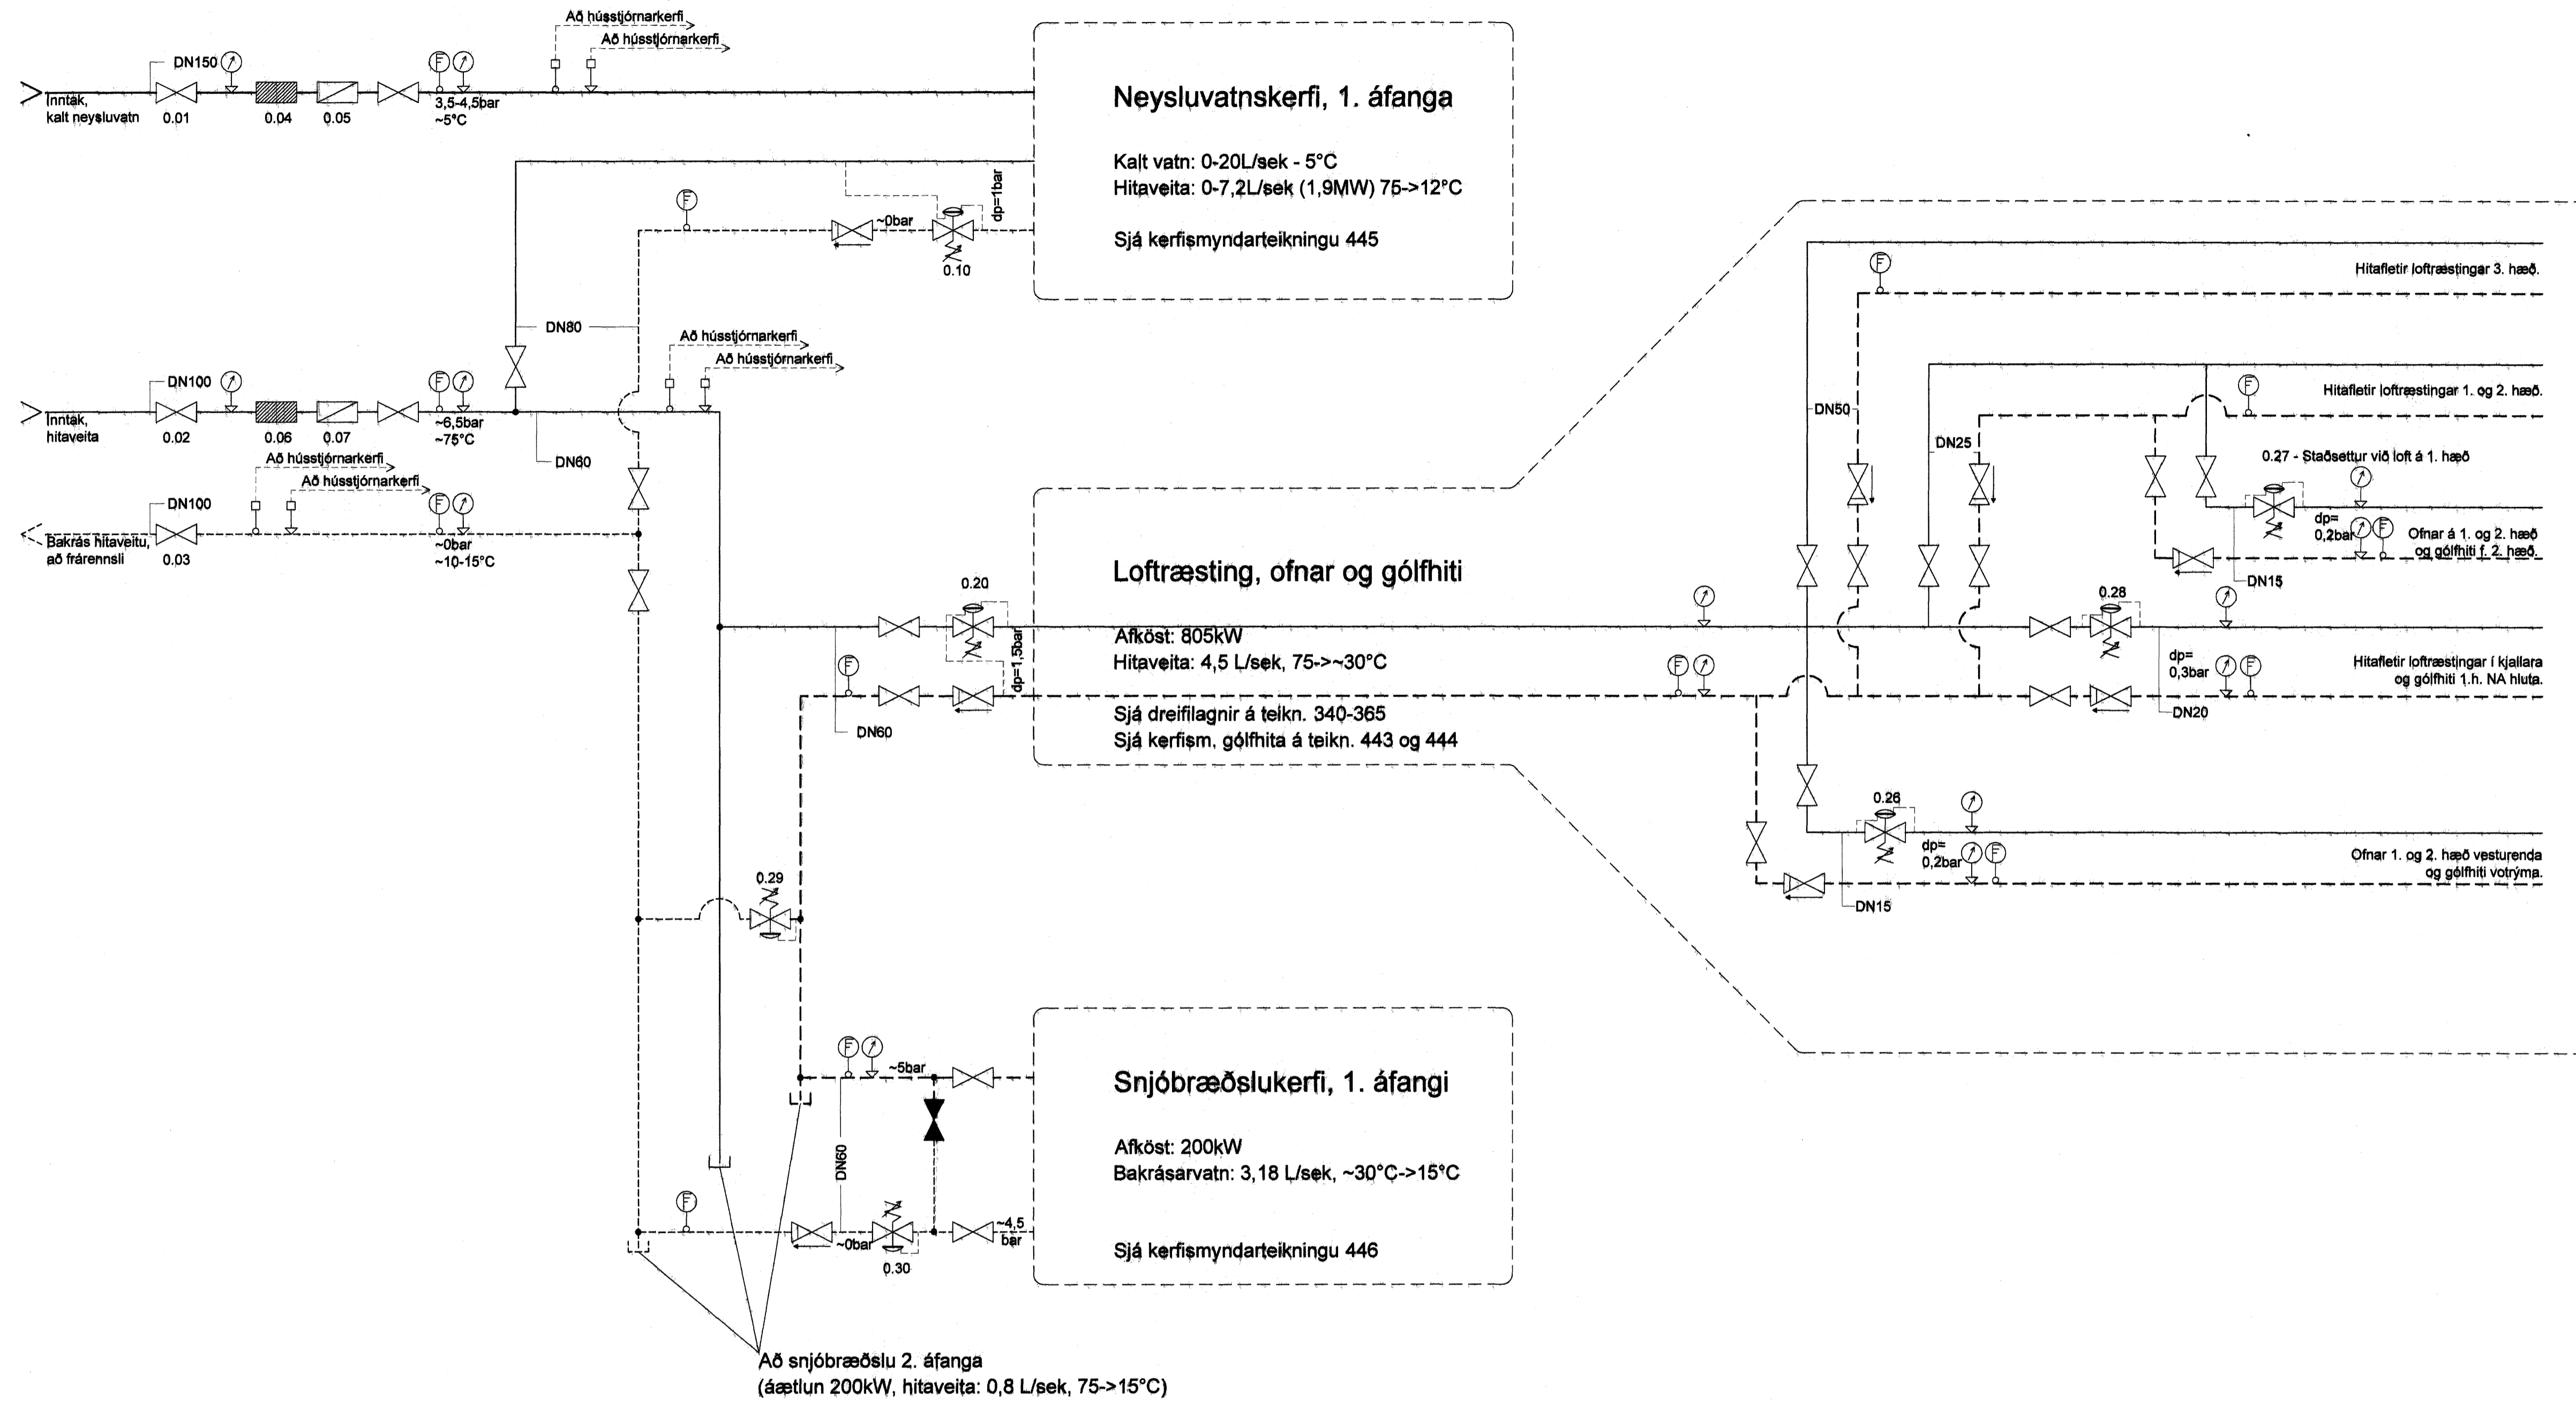 Að hússtjórnarkerfi
Að hússtjórnarkerfi
DN150
F
Inntak,
kalt neysluvatn
0.01
0.04
0.05
3,5-4,5bar
~5°C
Neysluvatnskerfi, 1. áfanga
Kalt vatn: 0-20L/sek - 5°C
Hitaveita: 0-7,2L/sek (1,9MW) 75->12°C
Sjá kerfismyndarteikningu 445
F
~0bar
dp=1bar
0.10
DN80
Að hússtjórnarkerfi
Að hússtjórnarkerfi
DN100
F
Inntak,
hitaveita
0.02
0.06
0.07
~6,5bar
~75°C
DN60
Að hússtjórnarkerfi
Að hússtjórnarkerfi
DN100
F
Bakrás hitaveitu,
að frárennsli
0.03
~0bar
~10-15°C
0.20
F
dp=1,5bar
DN60
Loftræsting, ofnar og gólfhiti
Afköst: 805kW
Hitaveita: 4,5 L/sek, 75->~30°C
Sjá dreifilagnir á teikn. 340-365
Sjá kerfism. gólfhita á teikn. 443 og 444
F
Hitafletir loftræstingar 3. hæð.
F
Hitafletir loftræstingar 1. og 2. hæð.
DN50
DN25
0.27 - Staðsettur við loft á 1. hæð
dp=
0,2bar
F
Ofnar á 1. og 2. hæð
og gólfhiti f. 2. hæð.
DN15
0.28
F
dp=
0,3bar
F
Hitafletir loftræstingar í kjallara
og gólfhiti 1.h. NA hluta.
DN20
0.26
dp=
0,2bar
F
Ofnar 1. og 2. hæð vesturenda
og gólfhiti votrýma.
DN15
0.29
F
~5bar
DN60
F
~0bar
0.30
~4,5
bar
Snjóbræðslukerfi, 1. áfangi
Afköst: 200kW
Bakrásarvatn: 3,18 L/sek, ~30°C->15°C
Sjá kerfismyndarteikningu 446
Að snjóbræðslu 2. áfanga
(áætlun 200kW, hitaveita: 0,8 L/sek, 75->15°C)